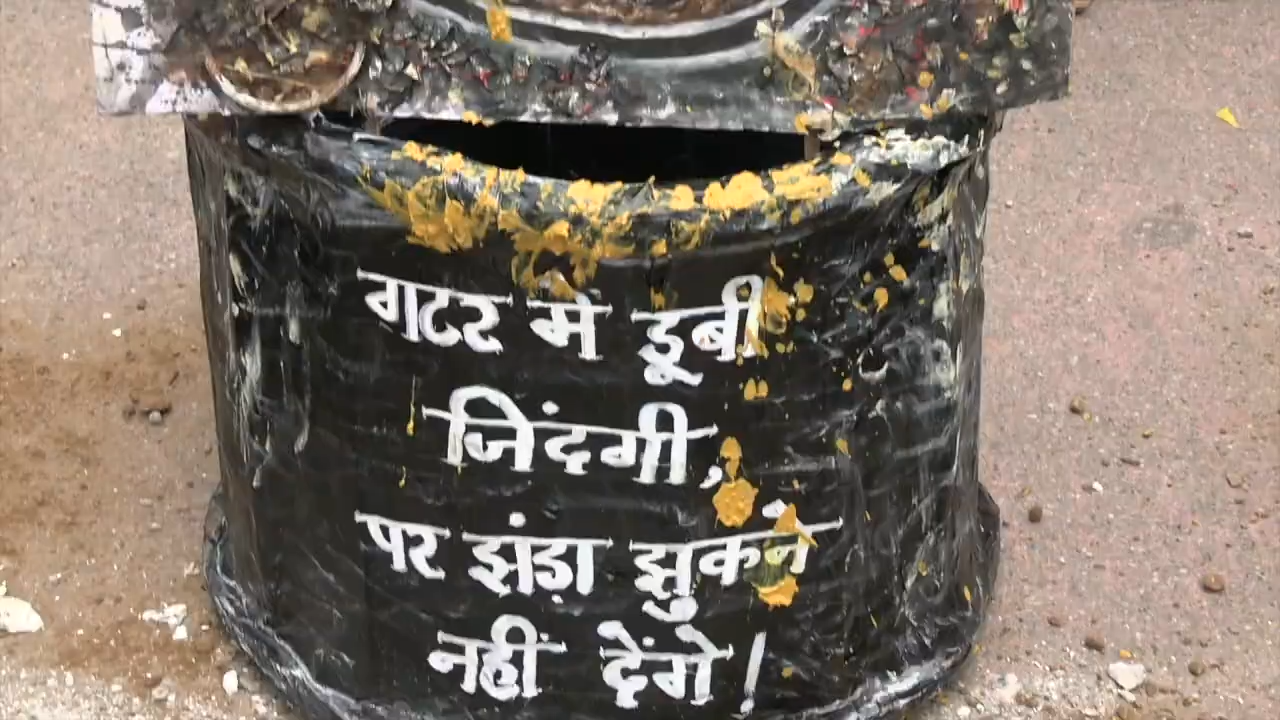 गटर में डूबी
जिंदगी,
पर झंड़ा झुकने
नहीं देंगे!